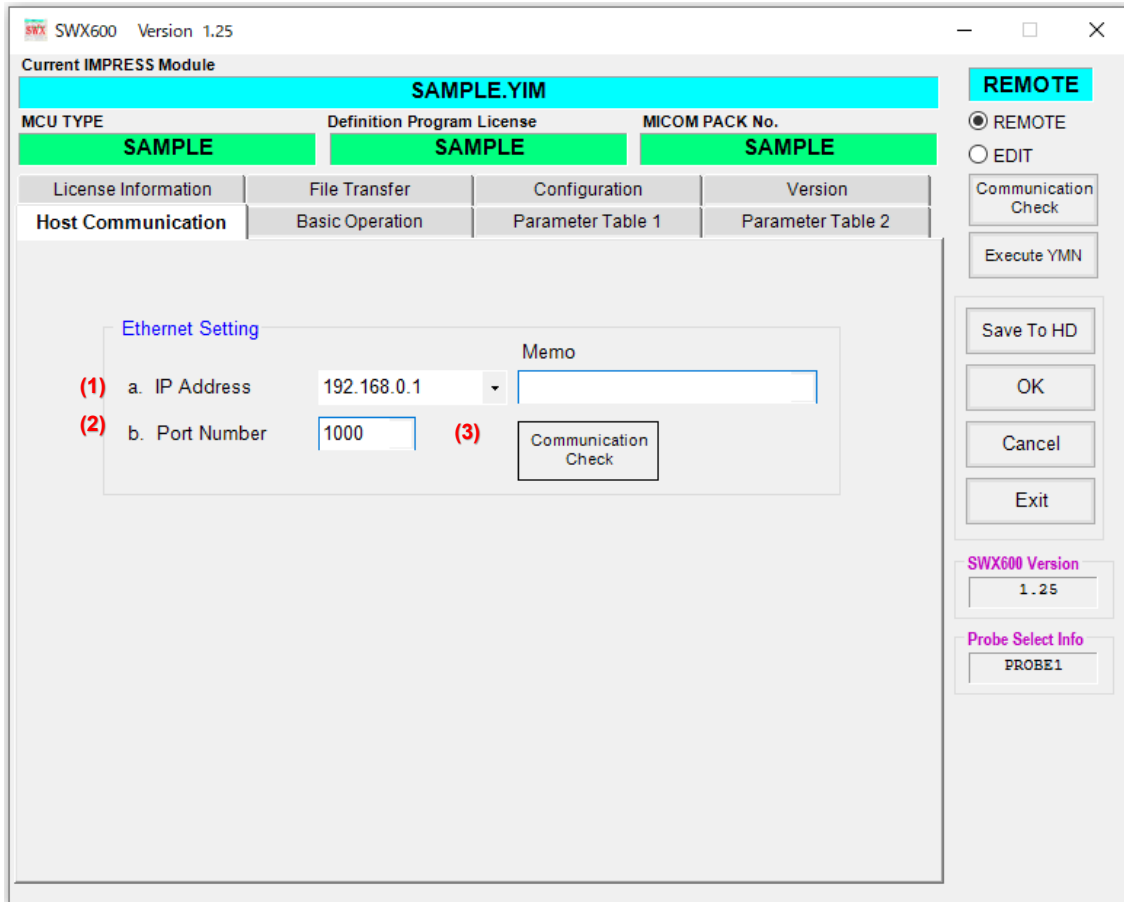 SWX SWX600 Version 1.25
Current IMPRESS Module
SAMPLE.YIM
MCU TYPE Definition Program License MICOM PACK No.
SAMPLE SAMPLE SAMPLE
License Information File Transfer Configuration Version
Host Communication Basic Operation Parameter Table 1 Parameter Table 2
Ethernet Setting
Memo
(1) a. IP Address 192.168.0.1
(2) b. Port Number 1000 (3) Communication
Check
REMOTE
REMOTE
EDIT
Communication
Check
Execute YMN
Save To HD
OK
Cancel
Exit
SWX600 Version
1.25
Probe Select Info
PROBE1